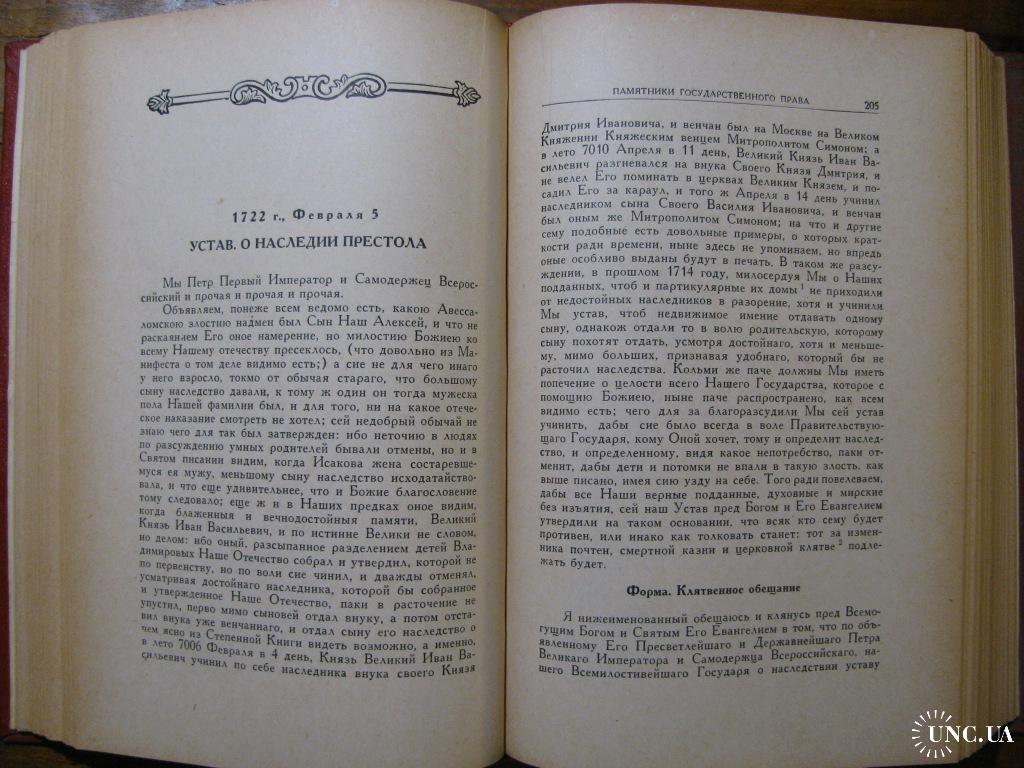 1722 г., Февраля 5
УСТАВ. О НАСЛЕДИИ ПРЕСТОЛА
Мы Петр Первый Император и Самодержец Всерос-
сийский и прочая и прочая и прочая.
Объявляем, понеже всем ведомо есть, какою Авесса-
ломскою злостию надмен был Сын Наш Алексей, и что не
раскаянием Его оное намерение, но милостию Божиею ко
всему Нашему отечеству пресеклось, (что довольно из Ма-
нифеста о том деле видимо есть;) а сие не для чего инаго
у него взросло, токмо от обычая стараго, что большому
сыну наследство давали, к тому ж один он тогда мужеска
пола Нашей фамилии был, и для того, ни на какое отече-
ское наказание смотреть не хотел; сей недобрый обычай не
знаю чего для так был затвержден: ибо неточию в людях
по рассуждению умных родителей бывали отмены, но и в
Святом писании видим, когда Исакова жена состаревше-
муся ея мужу, меньшому сыну наследство исходатайство-
вала, и что еще удивительнее, что и Божие благословение
тому следовало; еще ж и в Наших предках оное видим,
когда блаженныя и вечнодостойныя памяти, Великий
Князь Иван Васильевич, и по истинне Велики не словом,
но делом: ибо оный, разсыпанное разделением детей Вла-
димировых Наше Отечество собрал и утвердил, которой не
по первенству, но по воли сие чинил, и дважды отменял,
усматривая достойнаго наследника, которой бы собранное
и утвержденное Наше Отечество, паки в расточение не
упустил, перво мимо сыновей отдал внуку, а потом отста-
вил внука уже венчаннаго, и отдал сыну его наследство о
чем ясно из Степенной Книги видеть возможно, а именно,
в лето 7006 Февраля в 4 день, Князь Великий Иван Ва-
сильевич учинил по себе наследника внука своего Князя
ПАМЯТНИКИ ГОСУДАРСТВЕННОГО ПРАВА 205
Дмитрия Ивановича, и венчан был на Москве на Великом
Княжении Княжеским венцем Митрополитом Симоном; а
в лето 7010 Апреля в 11 день, Великий Князь Иван Ва-
сильевич разгневался на внука Своего Князя Дмитрия, и
не велел Его поминать в церквах Великим Князем, и по-
садил Его за караул, и того ж Апреля в 14 день учинил
наследником сына Своего Василия Ивановича, и венчан
был оным же Митрополитом Симоном; на что и другие
сему подобные есть довольные примеры, о которых крат-
кости ради времени, ныне здесь не упоминаем, но впредь
оные особливо выданы будут в печать. В таком же разсу-
ждении, в прошлом 1714 году, милосердуя Мы о Наших
подданных, чтоб и партикулярные их домы 1 не приходили
от недостойных наследников в разорение, хотя и учинили
Мы устав, чтоб недвижимое имение отдавать одному
сыну, однакож отдали то в волю родительскую, которому
сыну похотят отдать, усмотря достойнаго, хотя и меньше-
му, мимо больших, признавая удобнаго, который бы не
расточил наследства. Кольми же паче должны Мы иметь
попечение о целости всего Нашего Государства, которое с
помощию Божиею, ныне паче распространено, как всем
видимо есть; чего для за благоразсудили Мы сей устав
учинить, дабы сие было всегда в воле Правительствую-
щаго Государя, кому Оной хочет, тому и определит наслед-
ство, и определенному, видя какое непотребство, паки от-
менит, дабы дети и потомки не впали в такую злость, как
выше писано, имея сию узду на себе. Того ради повелеваем,
дабы все Наши верные подданные, духовные и мирские
без изъятия, сей наш Устав пред Богом и Его Евангелием
утвердили на таком основании, что всяк кто сему будет
противен, или инако как толковать станет: тот за измен-
ника почтен, смертной казни и церковной клятве 2 подле-
жать будет.
Форма. Клятвенное обещание
Я нижеименованный обещаюсь и клянусь пред Всемо-
гущим Богом и Святым Его Евангелием в том, что по объ-
явленному Его Пресветлейшаго и Державнейшаго Петра
Великаго Императора и Самодержца Всероссийскаго, на-
шего Всемилостивейшаго Государя о наследствии уставу
UNC.UA